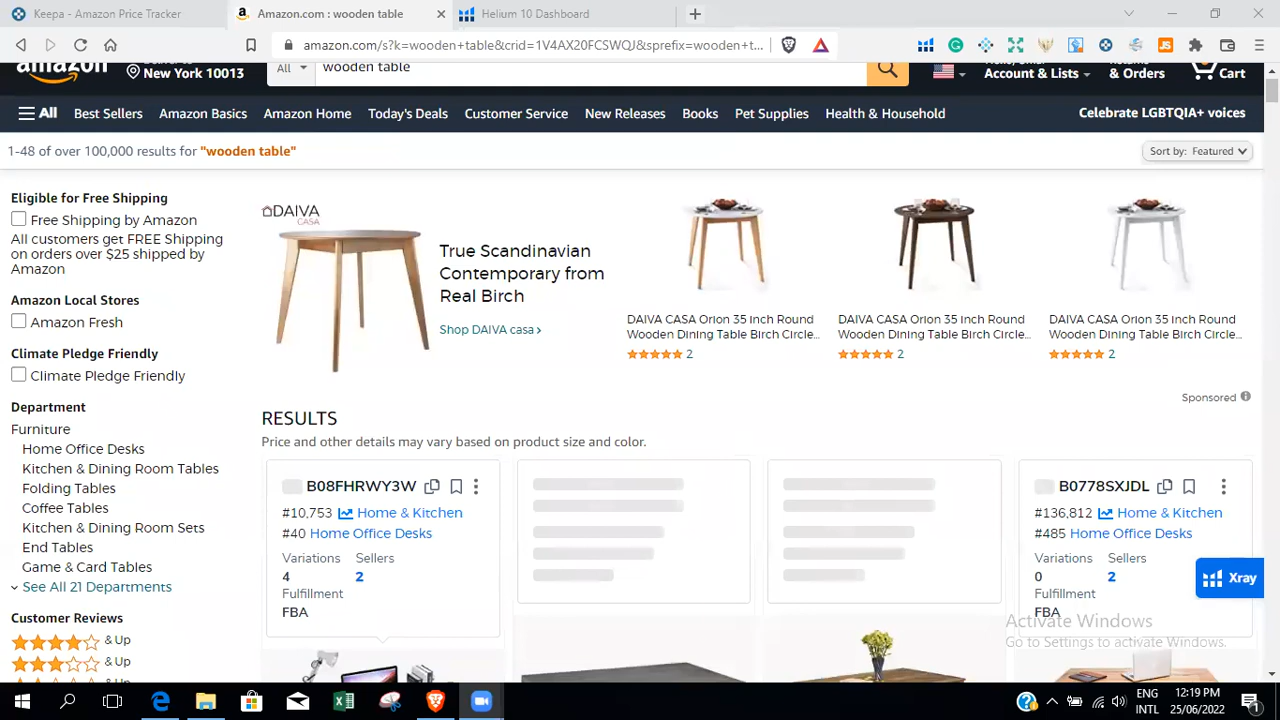 Keepa - Amazon Price Tracker
Amazon.com : wooden table
Helium 10 Dashboard
amazon.com/s?k=wooden+table&crid=1V4AX20FCSWQJ&sprefix=wooden+t...
amazon
New York 10013
All
wooden table
Account & Lists
Returns
& Orders
Cart
All
Best Sellers
Amazon Basics
Amazon Home
Today's Deals
Customer Service
New Releases
Books
Pet Supplies
Health & Household
Celebrate LGBTQIA+ voices
1-48 of over 100,000 results for "wooden table"
Sort by: Featured
Eligible for Free Shipping
Free Shipping by Amazon
All customers get FREE Shipping
on orders over $25 shipped by
Amazon
Amazon Local Stores
Amazon Fresh
Climate Pledge Friendly
Climate Pledge Friendly
Department
Furniture
Home Office Desks
Kitchen & Dining Room Tables
Folding Tables
Coffee Tables
Kitchen & Dining Room Sets
End Tables
Game & Card Tables
See All 21 Departments
Customer Reviews
& Up
& Up
DAIVA
CASA
True Scandinavian
Contemporary from
Real Birch
Shop DAIVA casa ›
DAIVA CASA Orion 35 Inch Round
Wooden Dining Table Birch Circle...
2
DAIVA CASA Orion 35 Inch Round
Wooden Dining Table Birch Circle...
2
DAIVA CASA Orion 35 Inch Round
Wooden Dining Table Birch Circle...
2
Sponsored
RESULTS
Price and other details may vary based on product size and color.
B08FHRWY3W
#10,753 Home & Kitchen
#40 Home Office Desks
Variations Sellers
4 2
Fulfillment
FBA
B0778SXJDL
#136,812 Home & Kitchen
#485 Home Office Desks
Variations Sellers
0 2
Fulfillment
FBA
Xray
Activate Windows
Go to Settings to activate Windows.
ENG
INTL
12:19 PM
25/06/2022
1